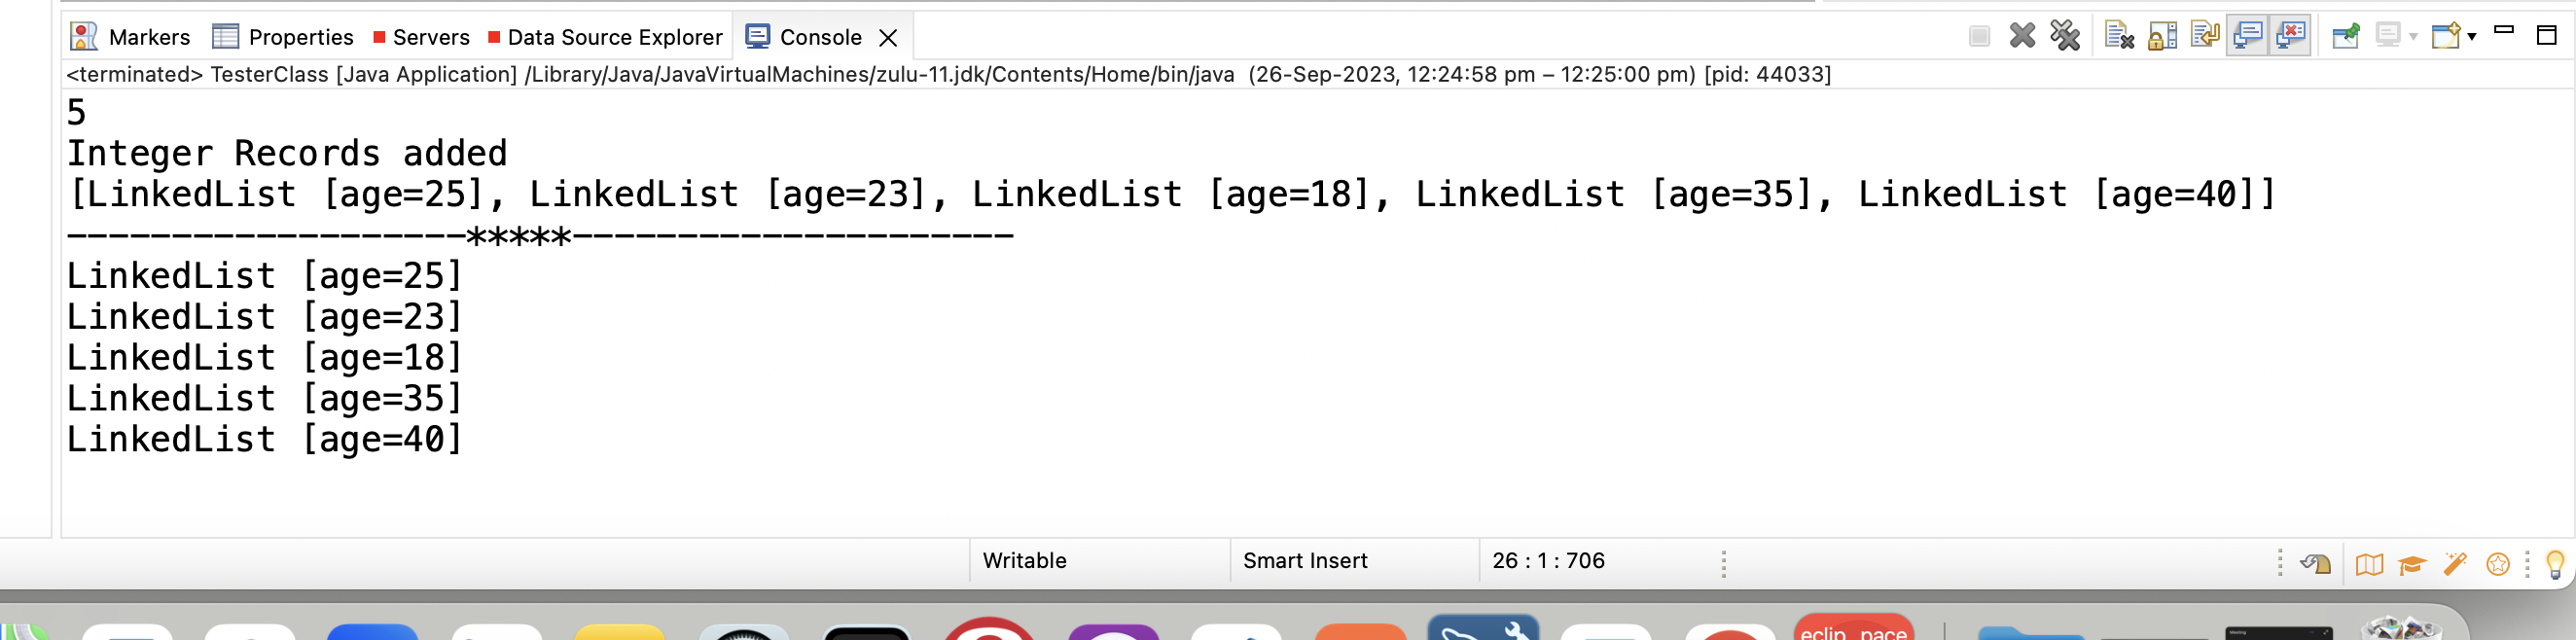 Markers Properties Servers Data Source Explorer Console
<terminated> TesterClass [Java Application] /Library/Java/JavaVirtualMachines/zulu-11.jdk/Contents/Home/bin/java (26-Sep-2023, 12:24:58 pm – 12:25:00 pm) [pid: 44033]
5
Integer Records added
[LinkedList [age=25], LinkedList [age=23], LinkedList [age=18], LinkedList [age=35], LinkedList [age=40]]
-------------------*****---------------------
LinkedList [age=25]
LinkedList [age=23]
LinkedList [age=18]
LinkedList [age=35]
LinkedList [age=40]
Writable Smart Insert 26 : 1 : 706